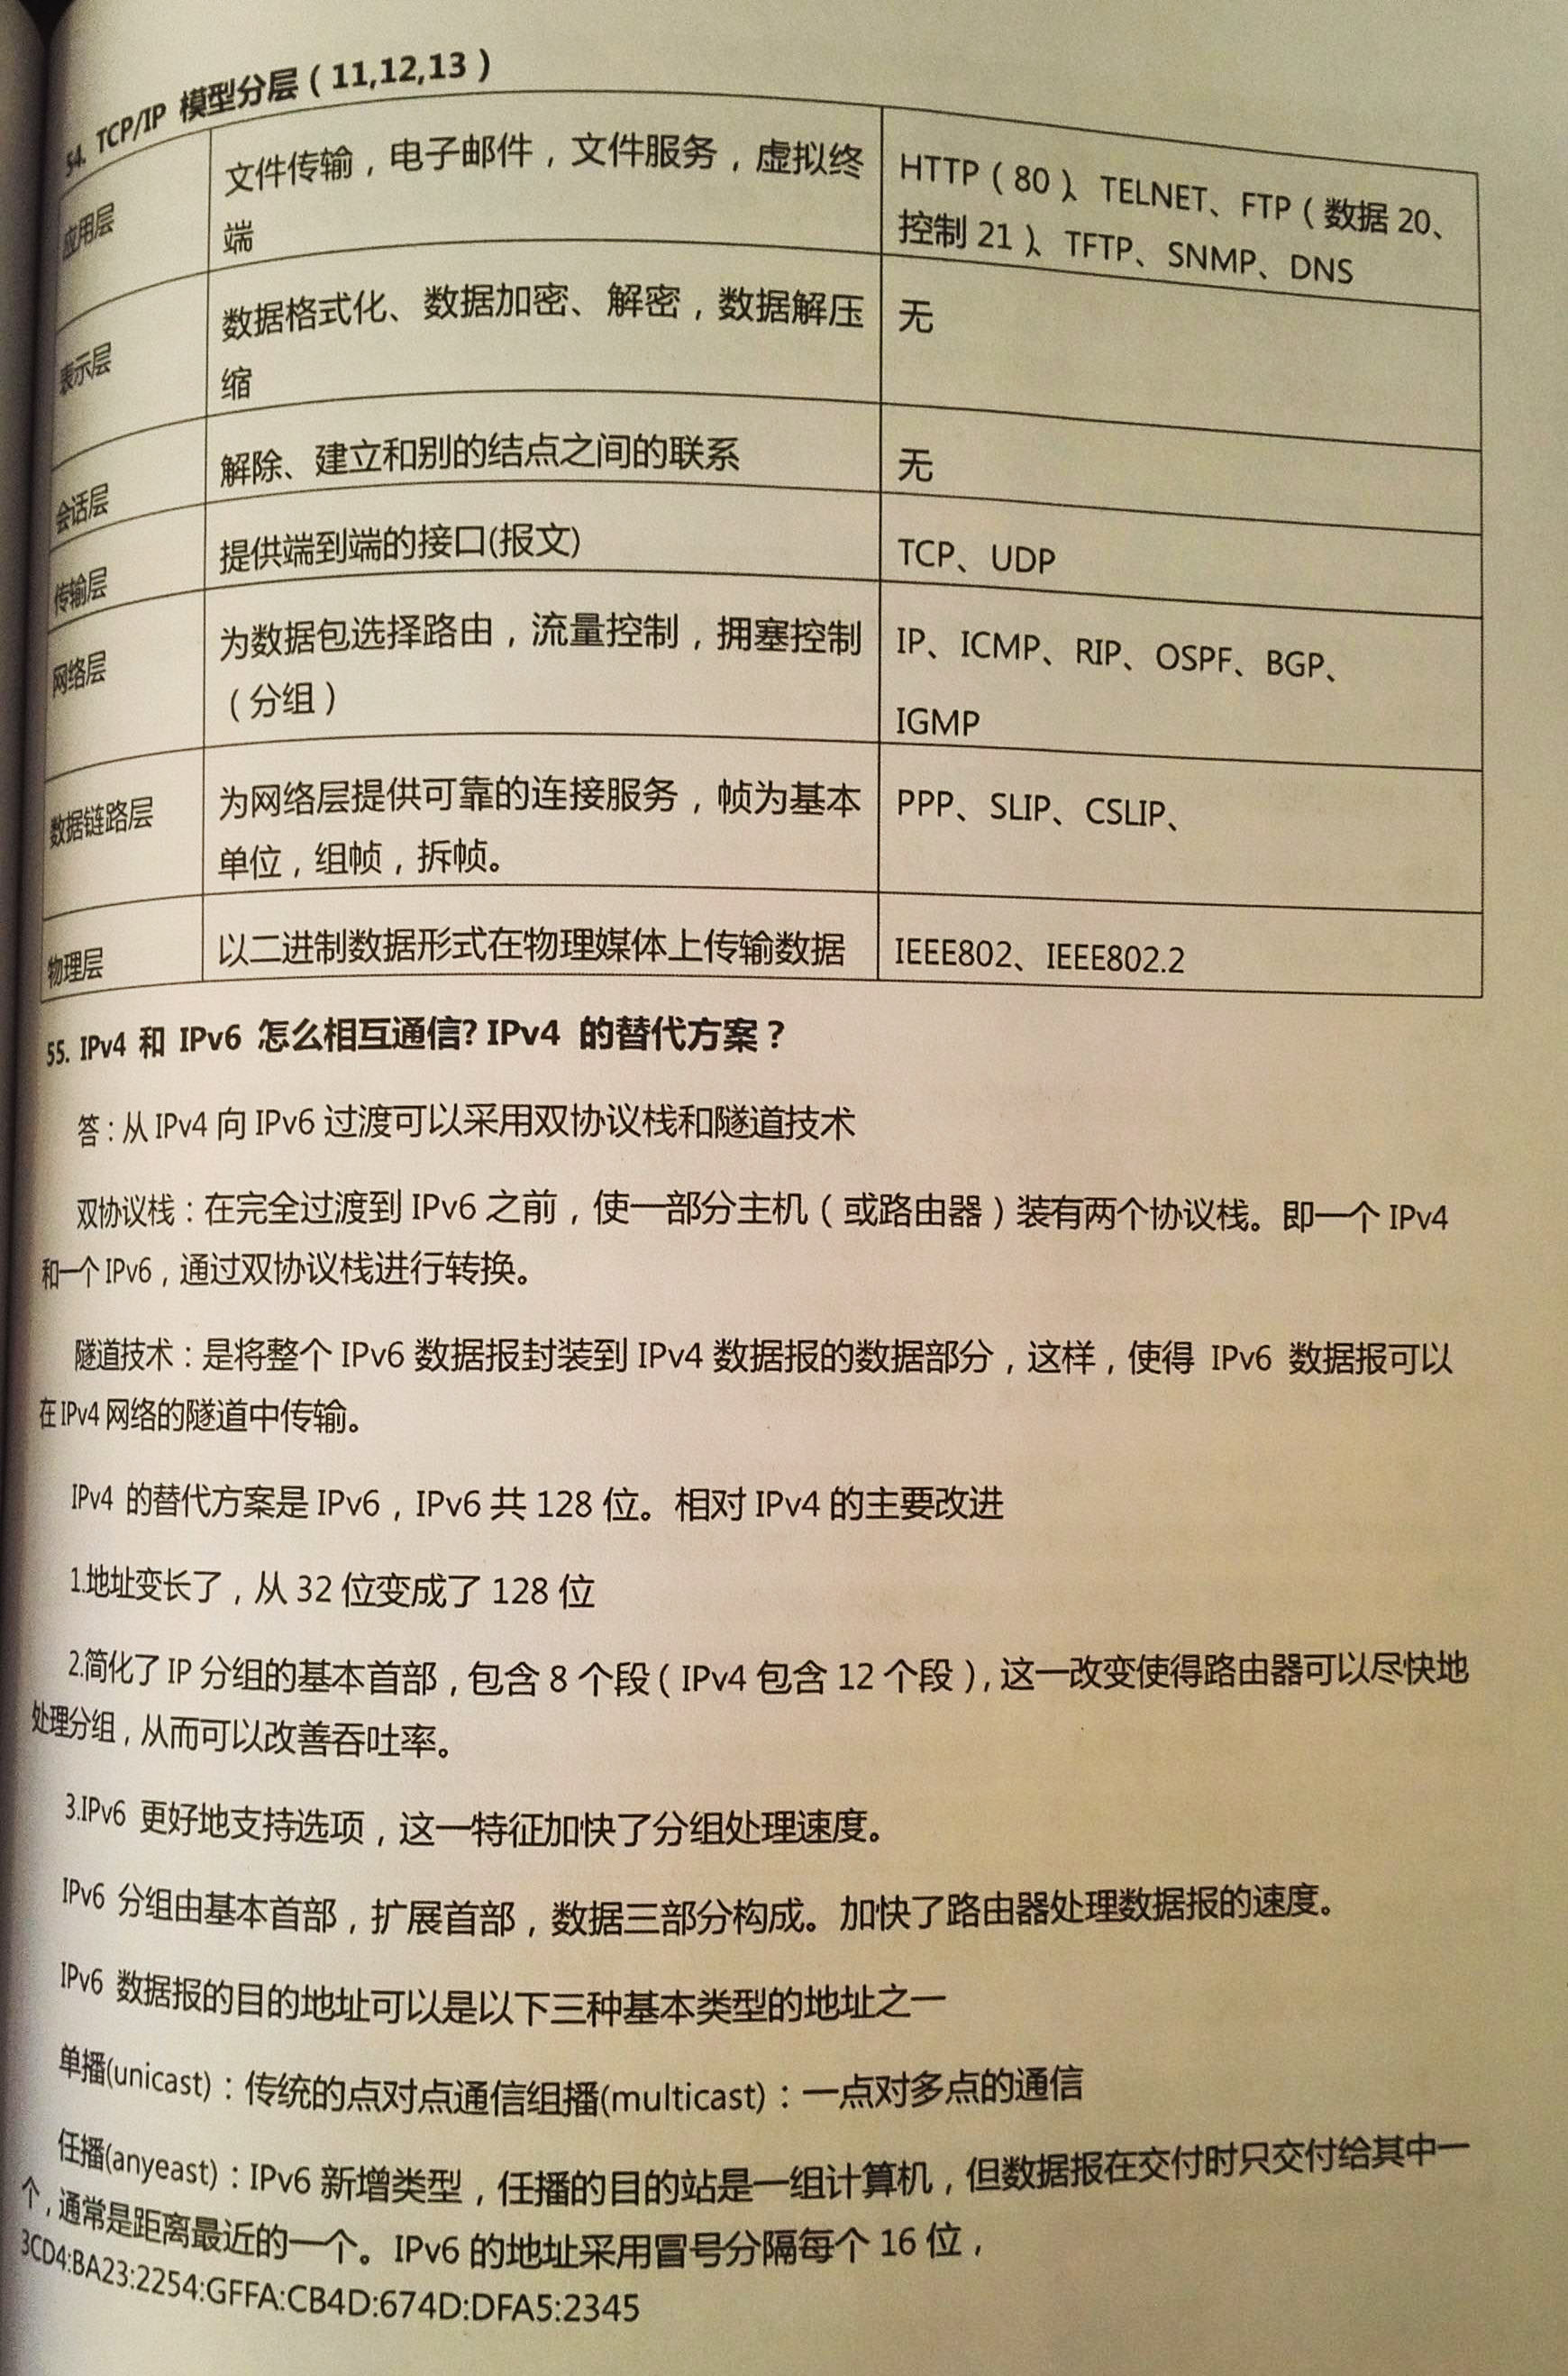 54. TCP/IP 模型分层（11,12,13）
应用层
文件传输，电子邮件，文件服务，虚拟终
端
HTTP（80）、TELNET、FTP（数据20、
控制21）、TFTP、SNMP、DNS
表示层
数据格式化、数据加密、解密，数据解压
缩
无
会话层
解除、建立和别的结点之间的联系
无
传输层
提供端到端的接口(报文)
TCP、UDP
网络层
为数据包选择路由，流量控制，拥塞控制
（分组）
IP、ICMP、RIP、OSPF、BGP、
IGMP
数据链路层
为网络层提供可靠的连接服务，帧为基本
单位，组帧，拆帧。
PPP、SLIP、CSLIP、
物理层
以二进制数据形式在物理媒体上传输数据
IEEE802、IEEE802.2
55. IPv4 和 IPv6 怎么相互通信? IPv4 的替代方案？
答：从 IPv4 向 IPv6 过渡可以采用双协议栈和隧道技术
双协议栈：在完全过渡到 IPv6 之前，使一部分主机（或路由器）装有两个协议栈。即一个 IPv4
和一个 IPv6，通过双协议栈进行转换。
隧道技术：是将整个 IPv6 数据报封装到 IPv4 数据报的数据部分，这样，使得 IPv6 数据报可以
在 IPv4 网络的隧道中传输。
IPv4 的替代方案是 IPv6，IPv6 共 128 位。相对 IPv4 的主要改进
1.地址变长了，从 32 位变成了 128 位
2.简化了 IP 分组的基本首部，包含 8 个段（IPv4 包含 12 个段），这一改变使得路由器可以尽快地
处理分组，从而可以改善吞吐率。
3.IPv6 更好地支持选项，这一特征加快了分组处理速度。
IPv6 分组由基本首部，扩展首部，数据三部分构成。加快了路由器处理数据报的速度。
IPv6 数据报的目的地址可以是以下三种基本类型的地址之一
单播(unicast)：传统的点对点通信组播(multicast)：一点对多点的通信
任播(anyeast)：IPv6 新增类型，任播的目的站是一组计算机，但数据报在交付时只交付给其中一
个，通常是距离最近的一个。IPv6 的地址采用冒号分隔每个 16 位，
3CD4:BA23:2254:GFFA:CB4D:674D:DFA5:2345